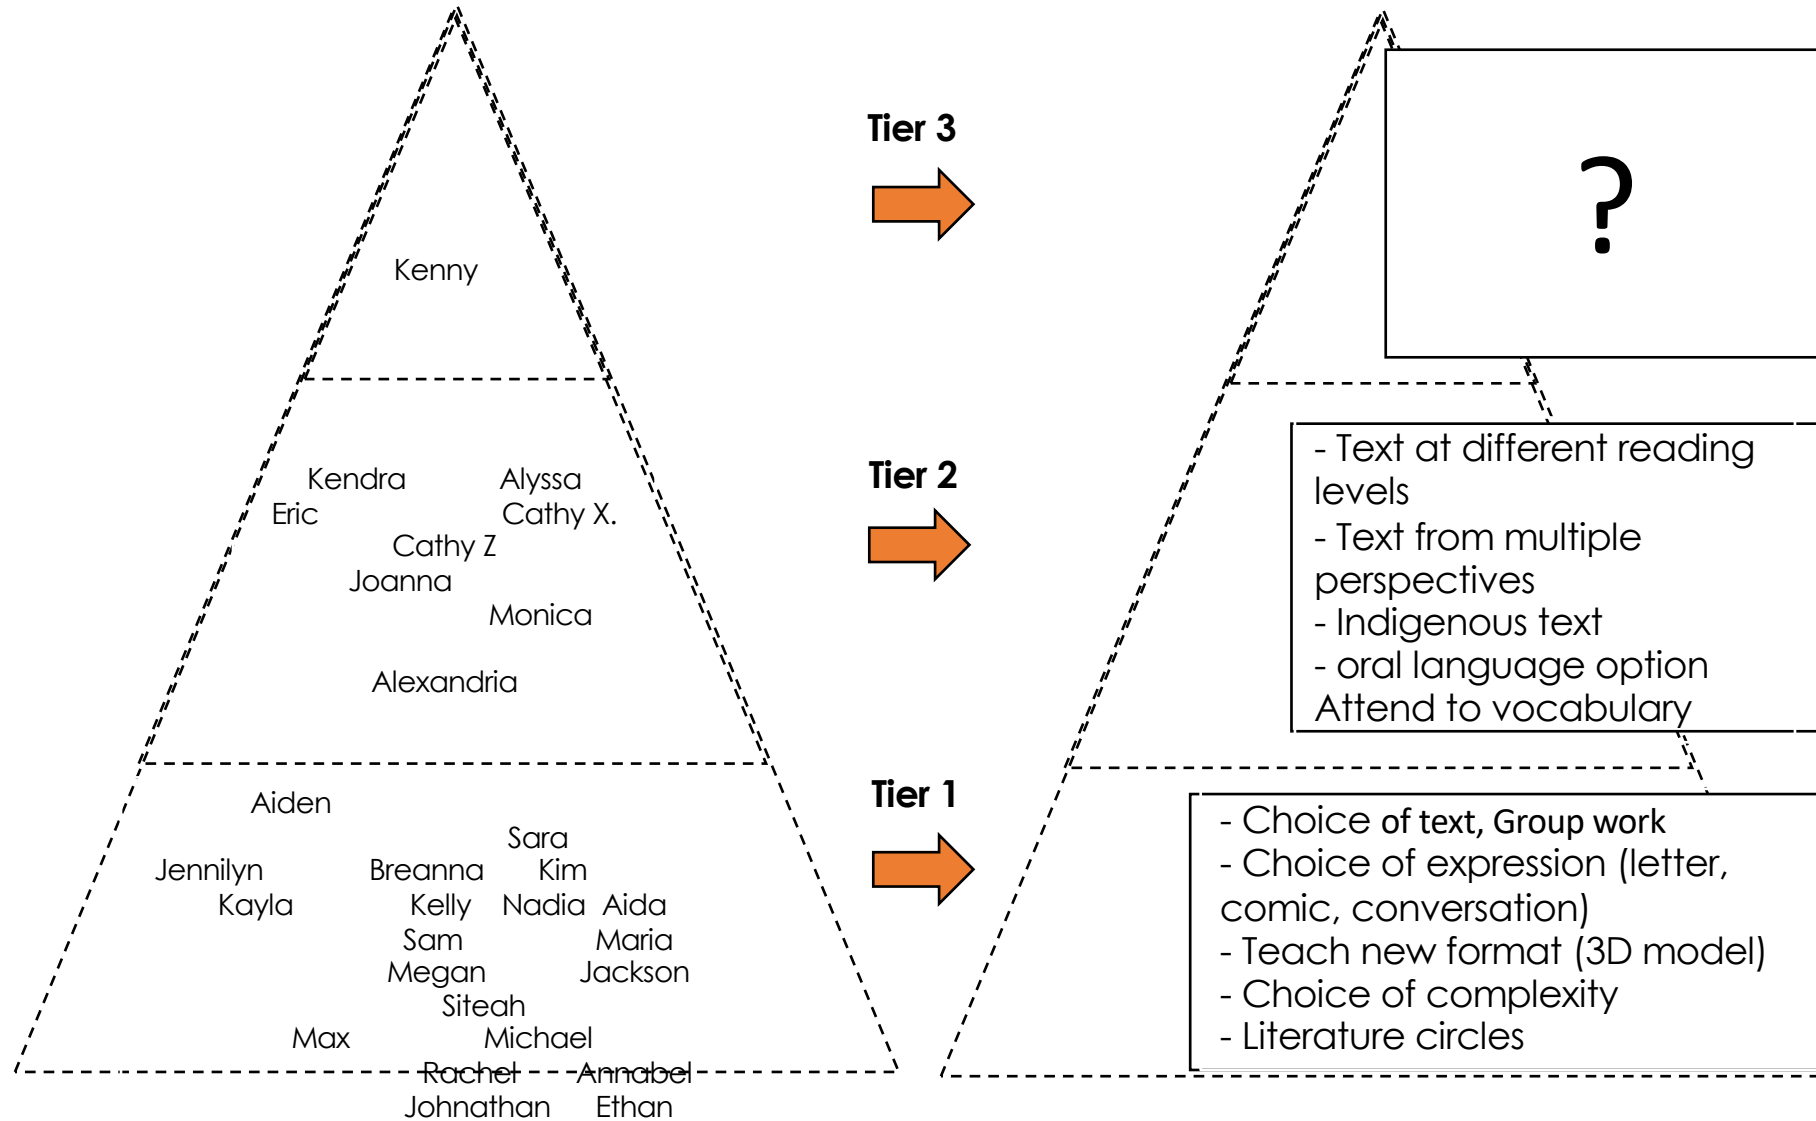 Tier 3
Kenny
?
Tier 2
Kendra Alyssa
Eric Cathy X.
Cathy Z
Joanna
Monica
Alexandria
- Text at different reading
levels
- Text from multiple
perspectives
- Indigenous text
- oral language option
Attend to vocabulary
Tier 1
Aiden
Sara
Jennilyn Breanna Kim
Kayla Kelly Nadia Aida
Sam Maria
Megan Jackson
Siteah
Max Michael
Rachel Annabel
Johnathan Ethan
- Choice of text, Group work
- Choice of expression (letter,
comic, conversation)
- Teach new format (3D model)
- Choice of complexity
- Literature circles